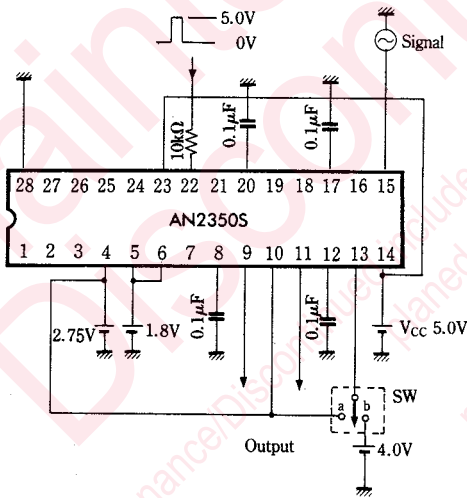 5.0V
0V
Signal
10kΩ
0.1μF
0.1μF
28 27 26 25 24 23 22 21 20 19 18 17 16 15
AN2350S
1 2 3 4 5 6 7 8 9 10 11 12 13 14
2.75V
1.8V
0.1μF
0.1μF
VCC 5.0V
SW
a b
Output
4.0V